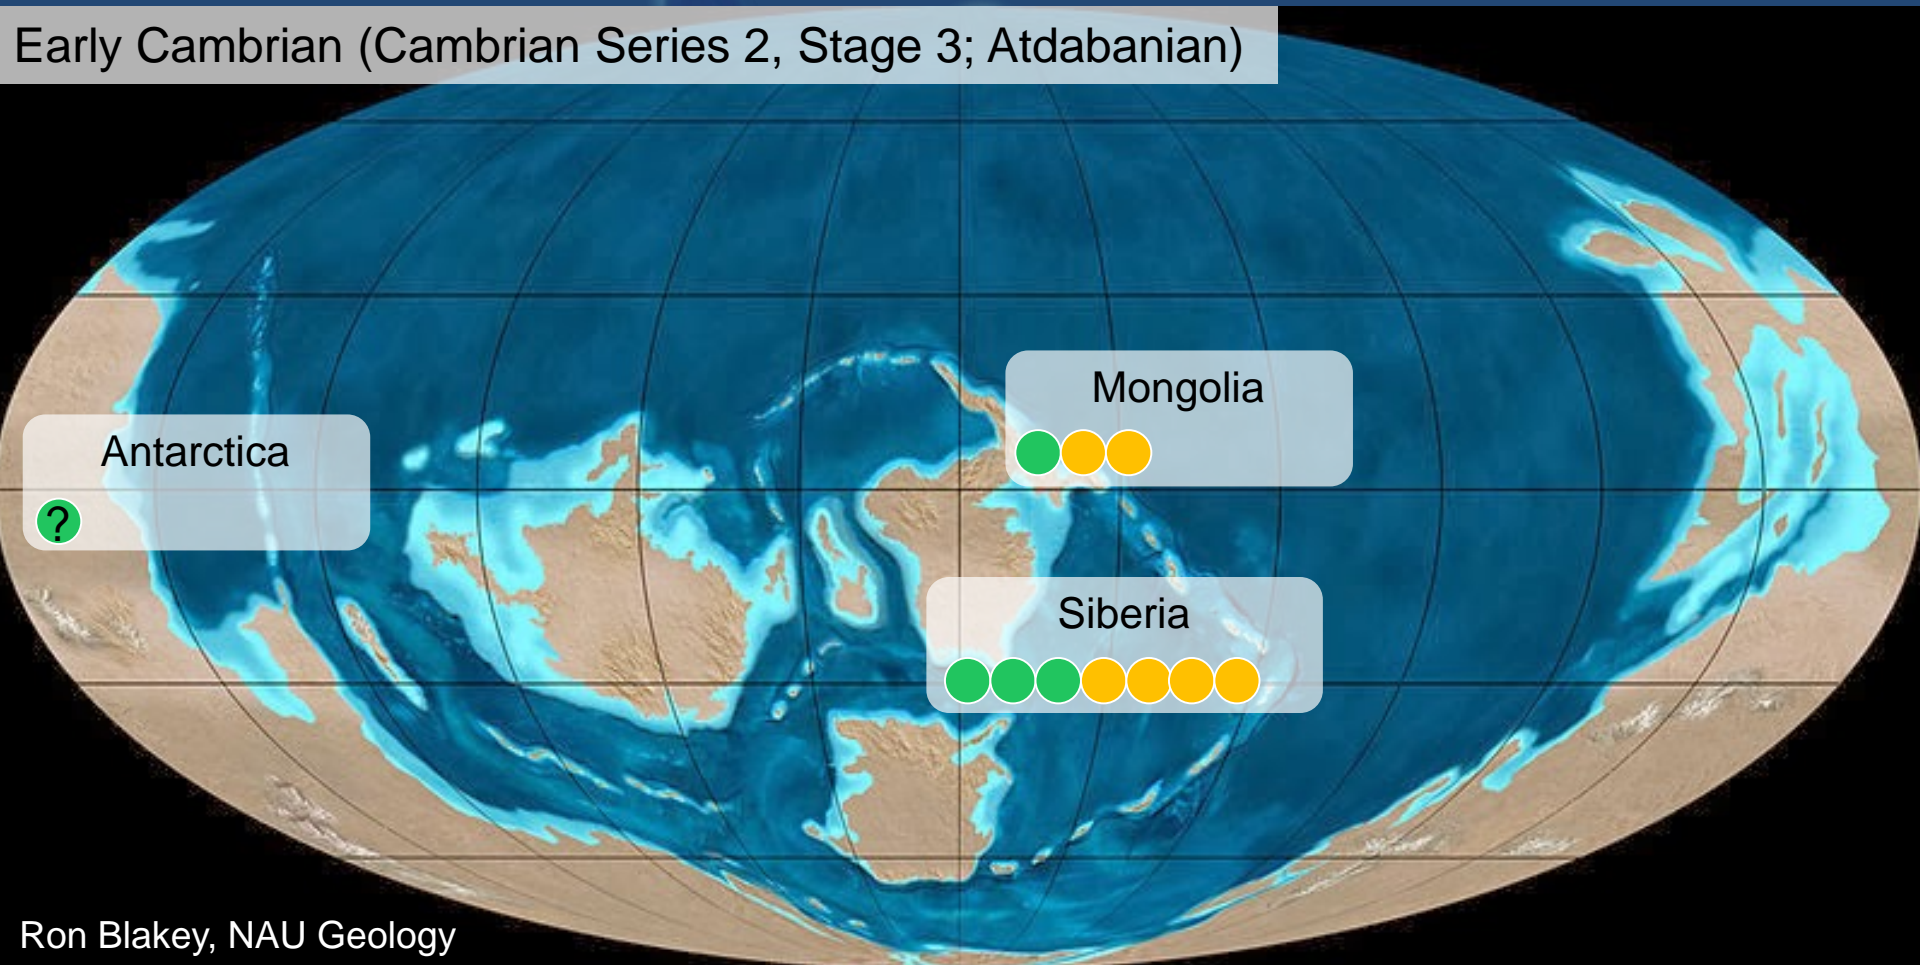 Early Cambrian (Cambrian Series 2, Stage 3; Atdabanian)
Mongolia
Antarctica
?
Siberia
Ron Blakey, NAU Geology